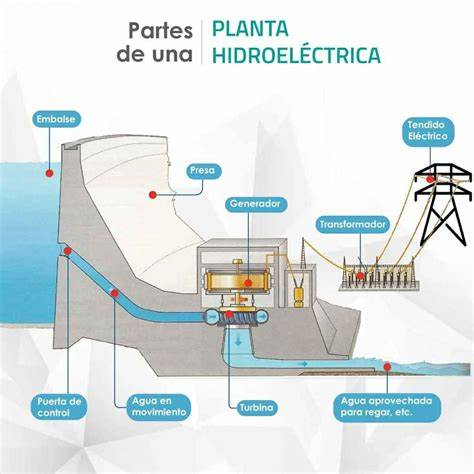 Partes
de una
PLANTA
HIDROELÉCTRICA
Embalse
Tendido
Eléctrico
Presa
Generador
Transformador
Puerta de
control
Agua en
movimiento
Turbina
Agua aprovechada
para regar, etc.